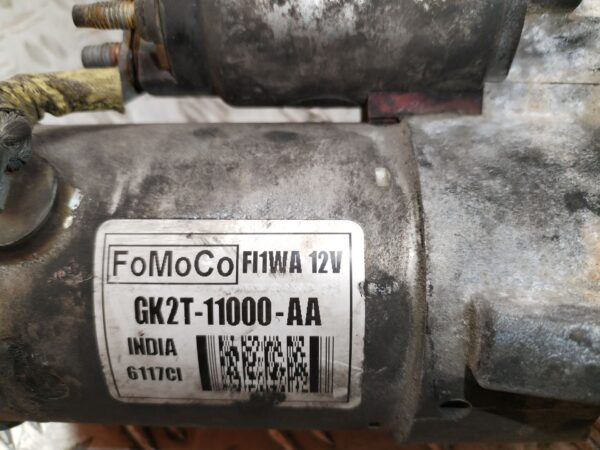 FoMoCo FI1WA 12V
GK2T-11000-AA
INDIA
6117CI